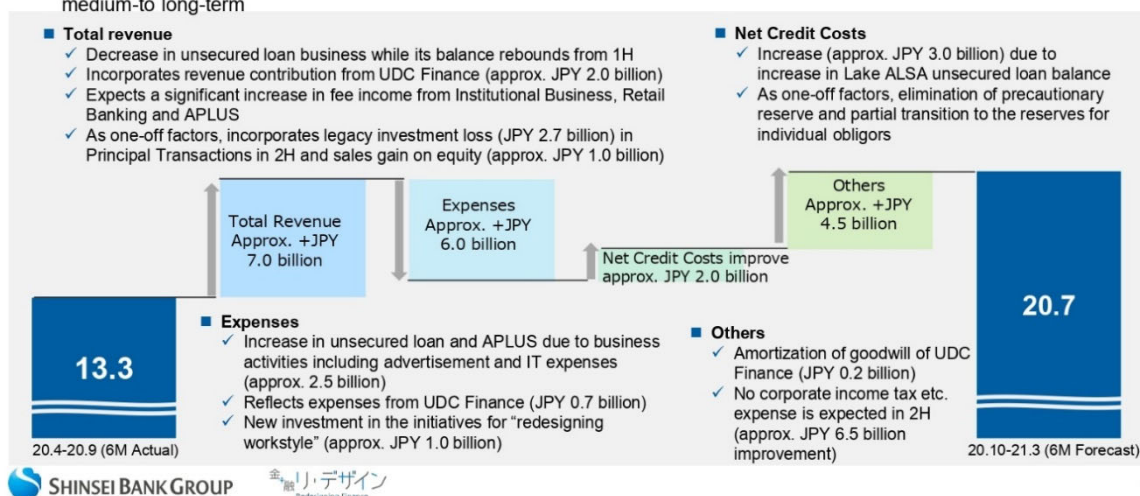 medium-to long-term
■ Total revenue
✓ Decrease in unsecured loan business while its balance rebounds from 1H
✓ Incorporates revenue contribution from UDC Finance (approx. JPY 2.0 billion)
✓ Expects a significant increase in fee income from Institutional Business, Retail
Banking and APLUS
✓ As one-off factors, incorporates legacy investment loss (JPY 2.7 billion) in
Principal Transactions in 2H and sales gain on equity (approx. JPY 1.0 billion)
■ Net Credit Costs
✓ Increase (approx. JPY 3.0 billion) due to
increase in Lake ALSA unsecured loan balance
✓ As one-off factors, elimination of precautionary
reserve and partial transition to the reserves for
individual obligors
Total Revenue
Approx. +JPY
7.0 billion
Expenses
Approx. +JPY
6.0 billion
Net Credit Costs improve
approx. JPY 2.0 billion
Others
Approx. +JPY
4.5 billion
13.3
20.4-20.9 (6M Actual)
■ Expenses
✓ Increase in unsecured loan and APLUS due to business
activities including advertisement and IT expenses
(approx. 2.5 billion)
✓ Reflects expenses from UDC Finance (JPY 0.7 billion)
✓ New investment in the initiatives for “redesigning
workstyle” (approx. JPY 1.0 billion)
■ Others
✓ Amortization of goodwill of UDC
Finance (JPY 0.2 billion)
✓ No corporate income tax etc.
expense is expected in 2H
(approx. JPY 6.5 billion
improvement)
20.7
20.10-21.3 (6M Forecast)
SHINSEI BANK GROUP
金融リ・デザイン
Redesigning Finance